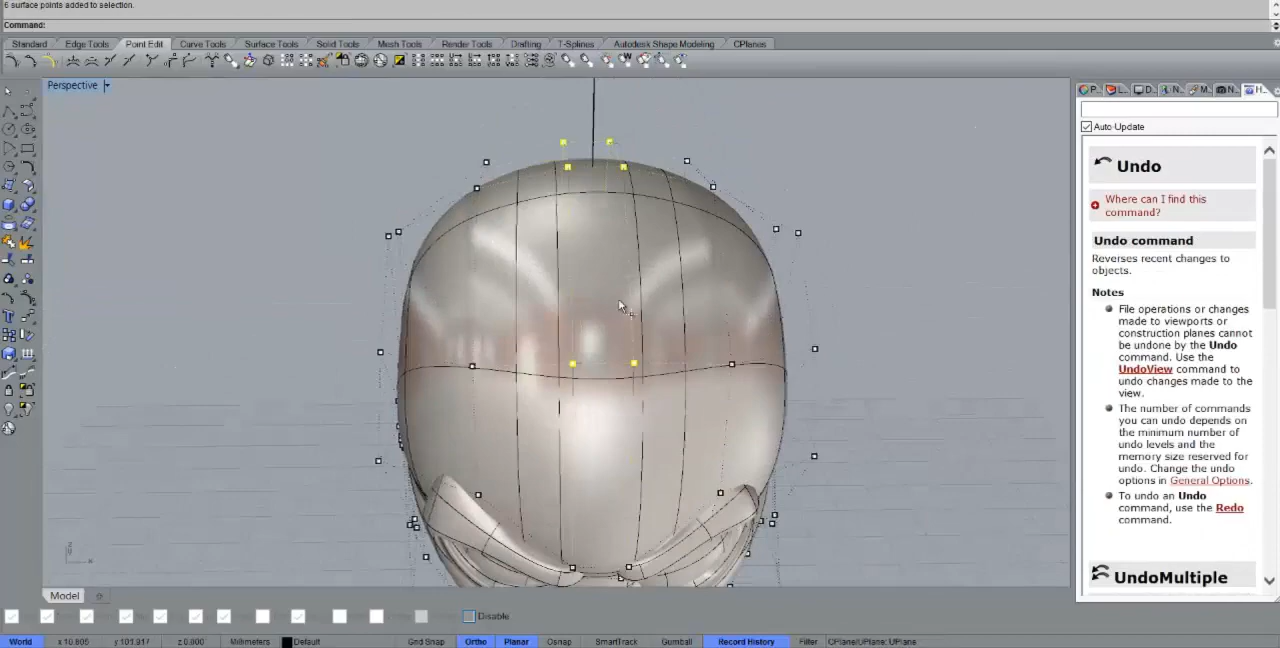 6 surface points added to selection.
Command:
Standard Edge Tools Point Edit Curve Tools Surface Tools Solid Tools Mesh Tools Render Tools Drafting T-Splines Autodesk Shape Modeling CPlanes
Perspective
P... L... D... N... M... N... H...
Auto-Update
Undo
Where can I find this
command?
Undo command
Reverses recent changes to
objects.
Notes
File operations or changes
made to viewports or
construction planes cannot
be undone by the Undo
command. Use the
UndoView command to
undo changes made to the
view.
The number of commands
you can undo depends on
the minimum number of
undo levels and the
memory size reserved for
undo. Change the undo
options in General Options.
To undo an Undo
command, use the Redo
command.
UndoMultiple
Model
Disable
World x 10.805 y 101.917 z 0.000 Millimeters Default Grid Snap Ortho Planar Osnap SmartTrack Gumball Record History Filter CPlane/UPlane: UPlane